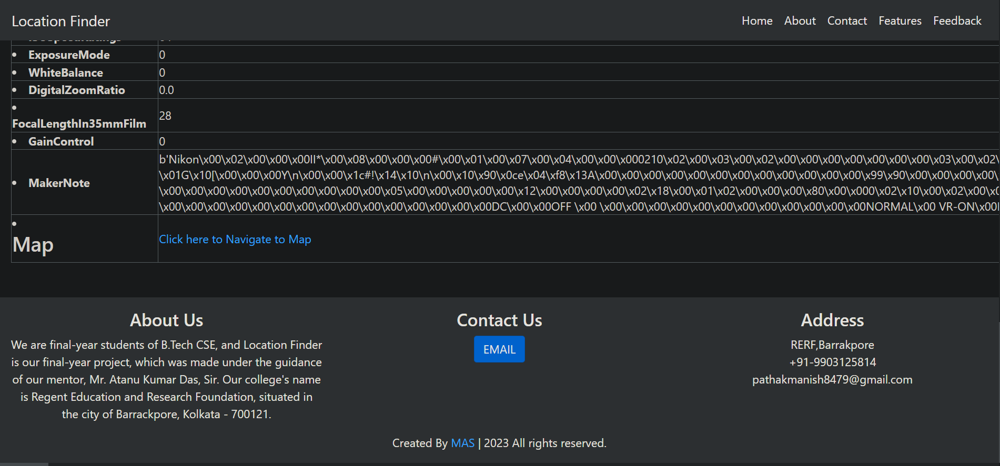 Location Finder
Home About Contact Features Feedback
ExposureMode 0
WhiteBalance 0
DigitalZoomRatio 0.0
FocalLengthIn35mmFilm 28
GainControl 0
MakerNote
b'Nikon\x00\x02\x00\x00\x00II*\x00\x08\x00\x00\x00#\x00\x01\x00\x07\x00\x04\x00\x00\x000210\x02\x00\x03\x00\x02\x00\x00\x00\x00\x00\x00\x00\x03\x00\x02\
\x01G\x10[\x00\x00\x00Y\n\x00\x00\x1c#!\x14\x10\n\x00\x10\x90\x0ce\x04\xf8\x13A\x00\x00\x00\x00\x00\x00\x00\x00\x00\x00\x00\x00\x99\x90\x00\x00\x00\x00\
\x00\x00\x00\x00\x00\x00\x00\x00\x00\x00\x05\x00\x00\x00\x00\x00\x12\x00\x00\x00\x00\x02\x18\x00\x01\x02\x00\x00\x00\x80\x00\x000\x02\x10\x00\x02\x00\x0
\x00\x00\x00\x00\x00\x00\x00\x00\x00\x00\x00\x00\x00\x00\x00DC\x00\x00OFF \x00 \x00\x00\x00\x00\x00\x00\x00\x00\x00\x00\x00\x00NORMAL\x00 VR-ON\x00
Map
Click here to Navigate to Map
About Us
We are final-year students of B.Tech CSE, and Location Finder
is our final-year project, which was made under the guidance
of our mentor, Mr. Atanu Kumar Das, Sir. Our college's name
is Regent Education and Research Foundation, situated in
the city of Barrackpore, Kolkata - 700121.
Contact Us
EMAIL
Address
RERF,Barrakpore
+91-9903125814
pathakmanish8479@gmail.com
Created By MAS | 2023 All rights reserved.